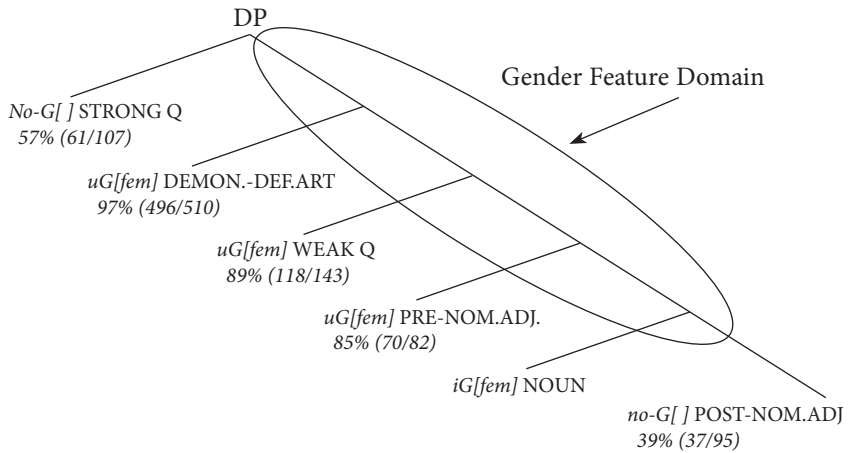 DP
Gender Feature Domain
No-G[ ] STRONG Q
57% (61/107)
uG[fem] DEMON.-DEF.ART
97% (496/510)
uG[fem] WEAK Q
89% (118/143)
uG[fem] PRE-NOM.ADJ.
85% (70/82)
iG[fem] NOUN
no-G[ ] POST-NOM.ADJ
39% (37/95)